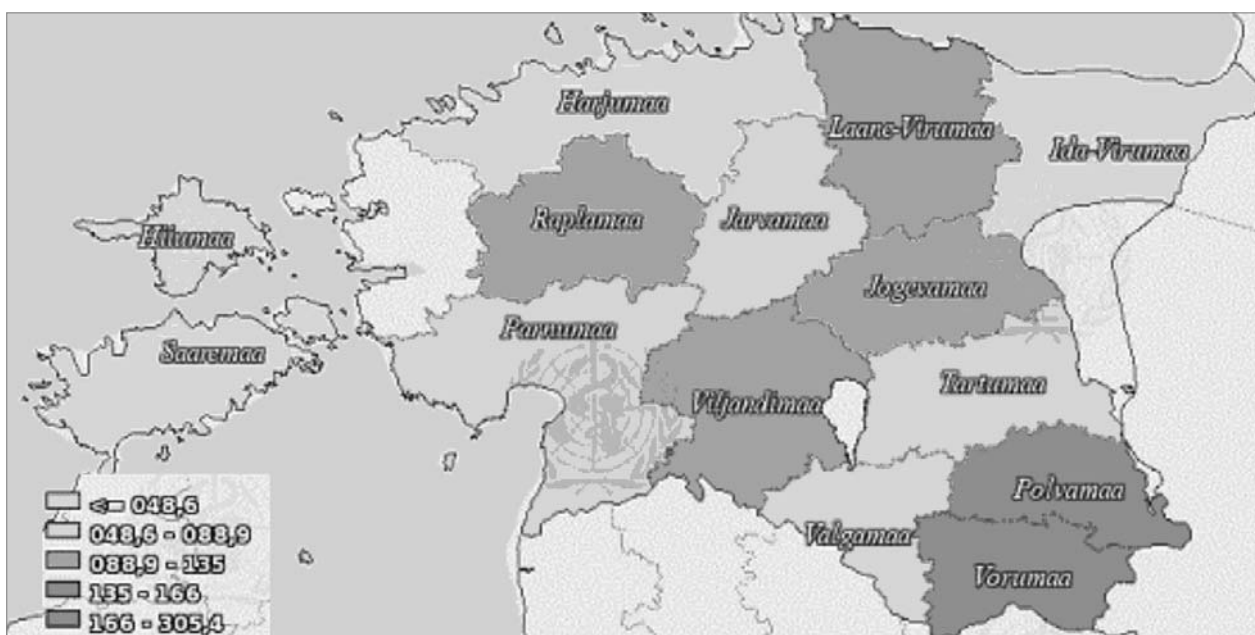 Harjumaa
Laane-Virumaa
Ida-Virumaa
Raplamaa
Jarvamaa
Hiiumaa
Jogevamaa
Parnumaa
Saaremaa
Tartumaa
Viljandimaa
Polvamaa
Valgamaa
Vorumaa
<= 048,6
048,6 - 088,9
088,9 - 135
135 - 166
166 - 305,4